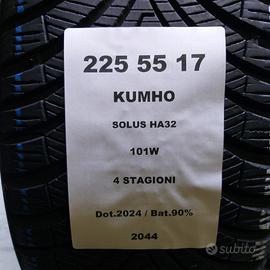 225 55 17
KUMHO
SOLUS HA32
101W
4 STAGIONI
Dot.2024 / Bat.90%
2044
subito